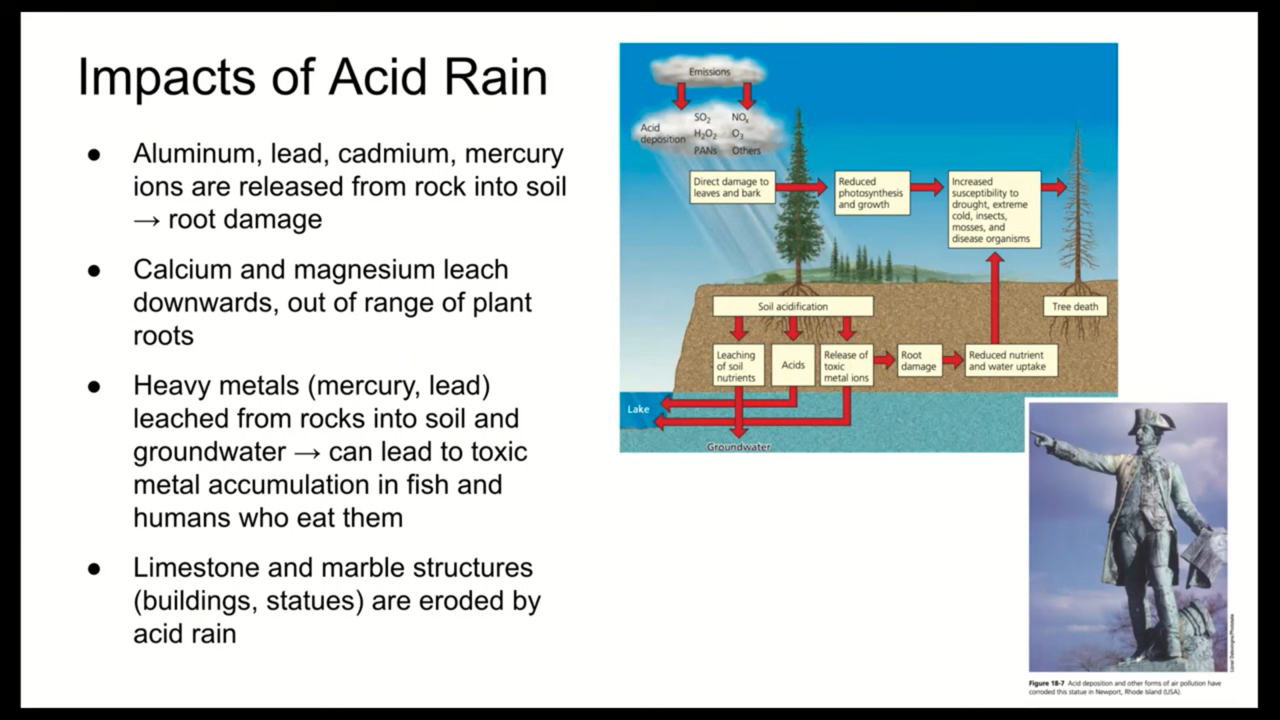 Impacts of Acid Rain
● Aluminum, lead, cadmium, mercury
ions are released from rock into soil
→ root damage
● Calcium and magnesium leach
downwards, out of range of plant
roots
● Heavy metals (mercury, lead)
leached from rocks into soil and
groundwater → can lead to toxic
metal accumulation in fish and
humans who eat them
● Limestone and marble structures
(buildings, statues) are eroded by
acid rain
Emissions
Acid
deposition
SO₂ NOₓ
H₂O₂ O₃
PANs Others
Direct damage to
leaves and bark
Reduced
photosynthesis
and growth
Increased
susceptibility to
drought, extreme
cold, insects,
mosses, and
disease organisms
Tree death
Soil acidification
Leaching
of soil
nutrients
Acids
Release of
toxic
metal ions
Root
damage
Reduced nutrient
and water uptake
Lake
Groundwater
Figure 18-7 Acid deposition and other forms of air pollution have
corroded this statue in Newport, Rhode Island (USA).